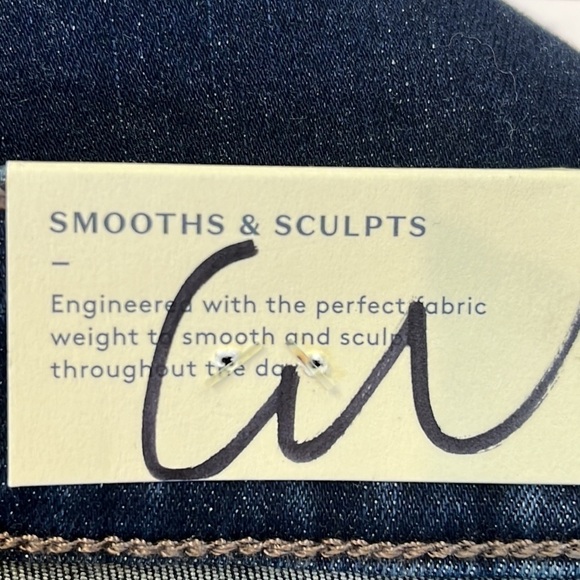 SMOOTHS & SCULPTS
–
Engineered with the perfect fabric
weight to smooth and sculpt
throughout the day